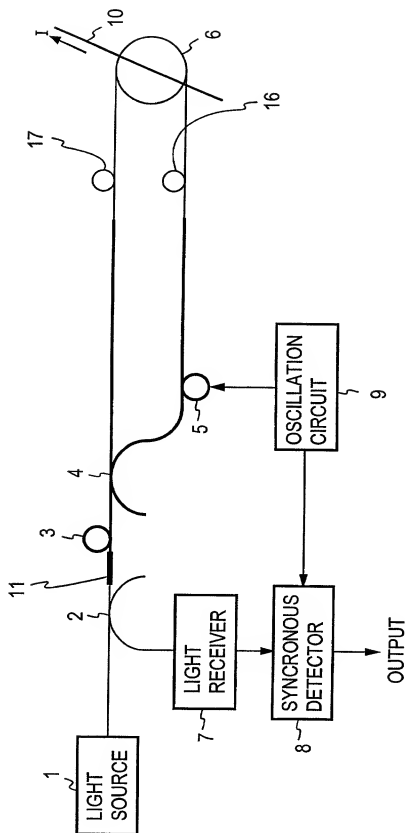 1
LIGHT
SOURCE
2
11
3
4
17
I
10
6
16
5
7
LIGHT
RECEIVER
8
SYNCRONOUS
DETECTOR
OUTPUT
OSCILLATION
CIRCUIT
9